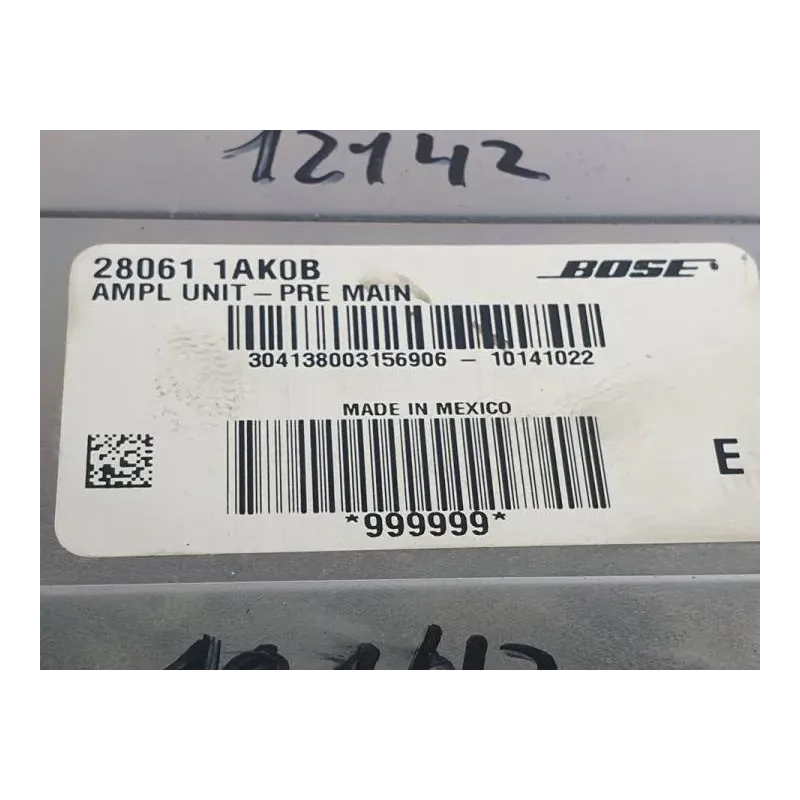 12142
28061 1AK0B
BOSE
AMPL UNIT – PRE MAIN
304138003156906 – 10141022
MADE IN MEXICO
E
*999999*